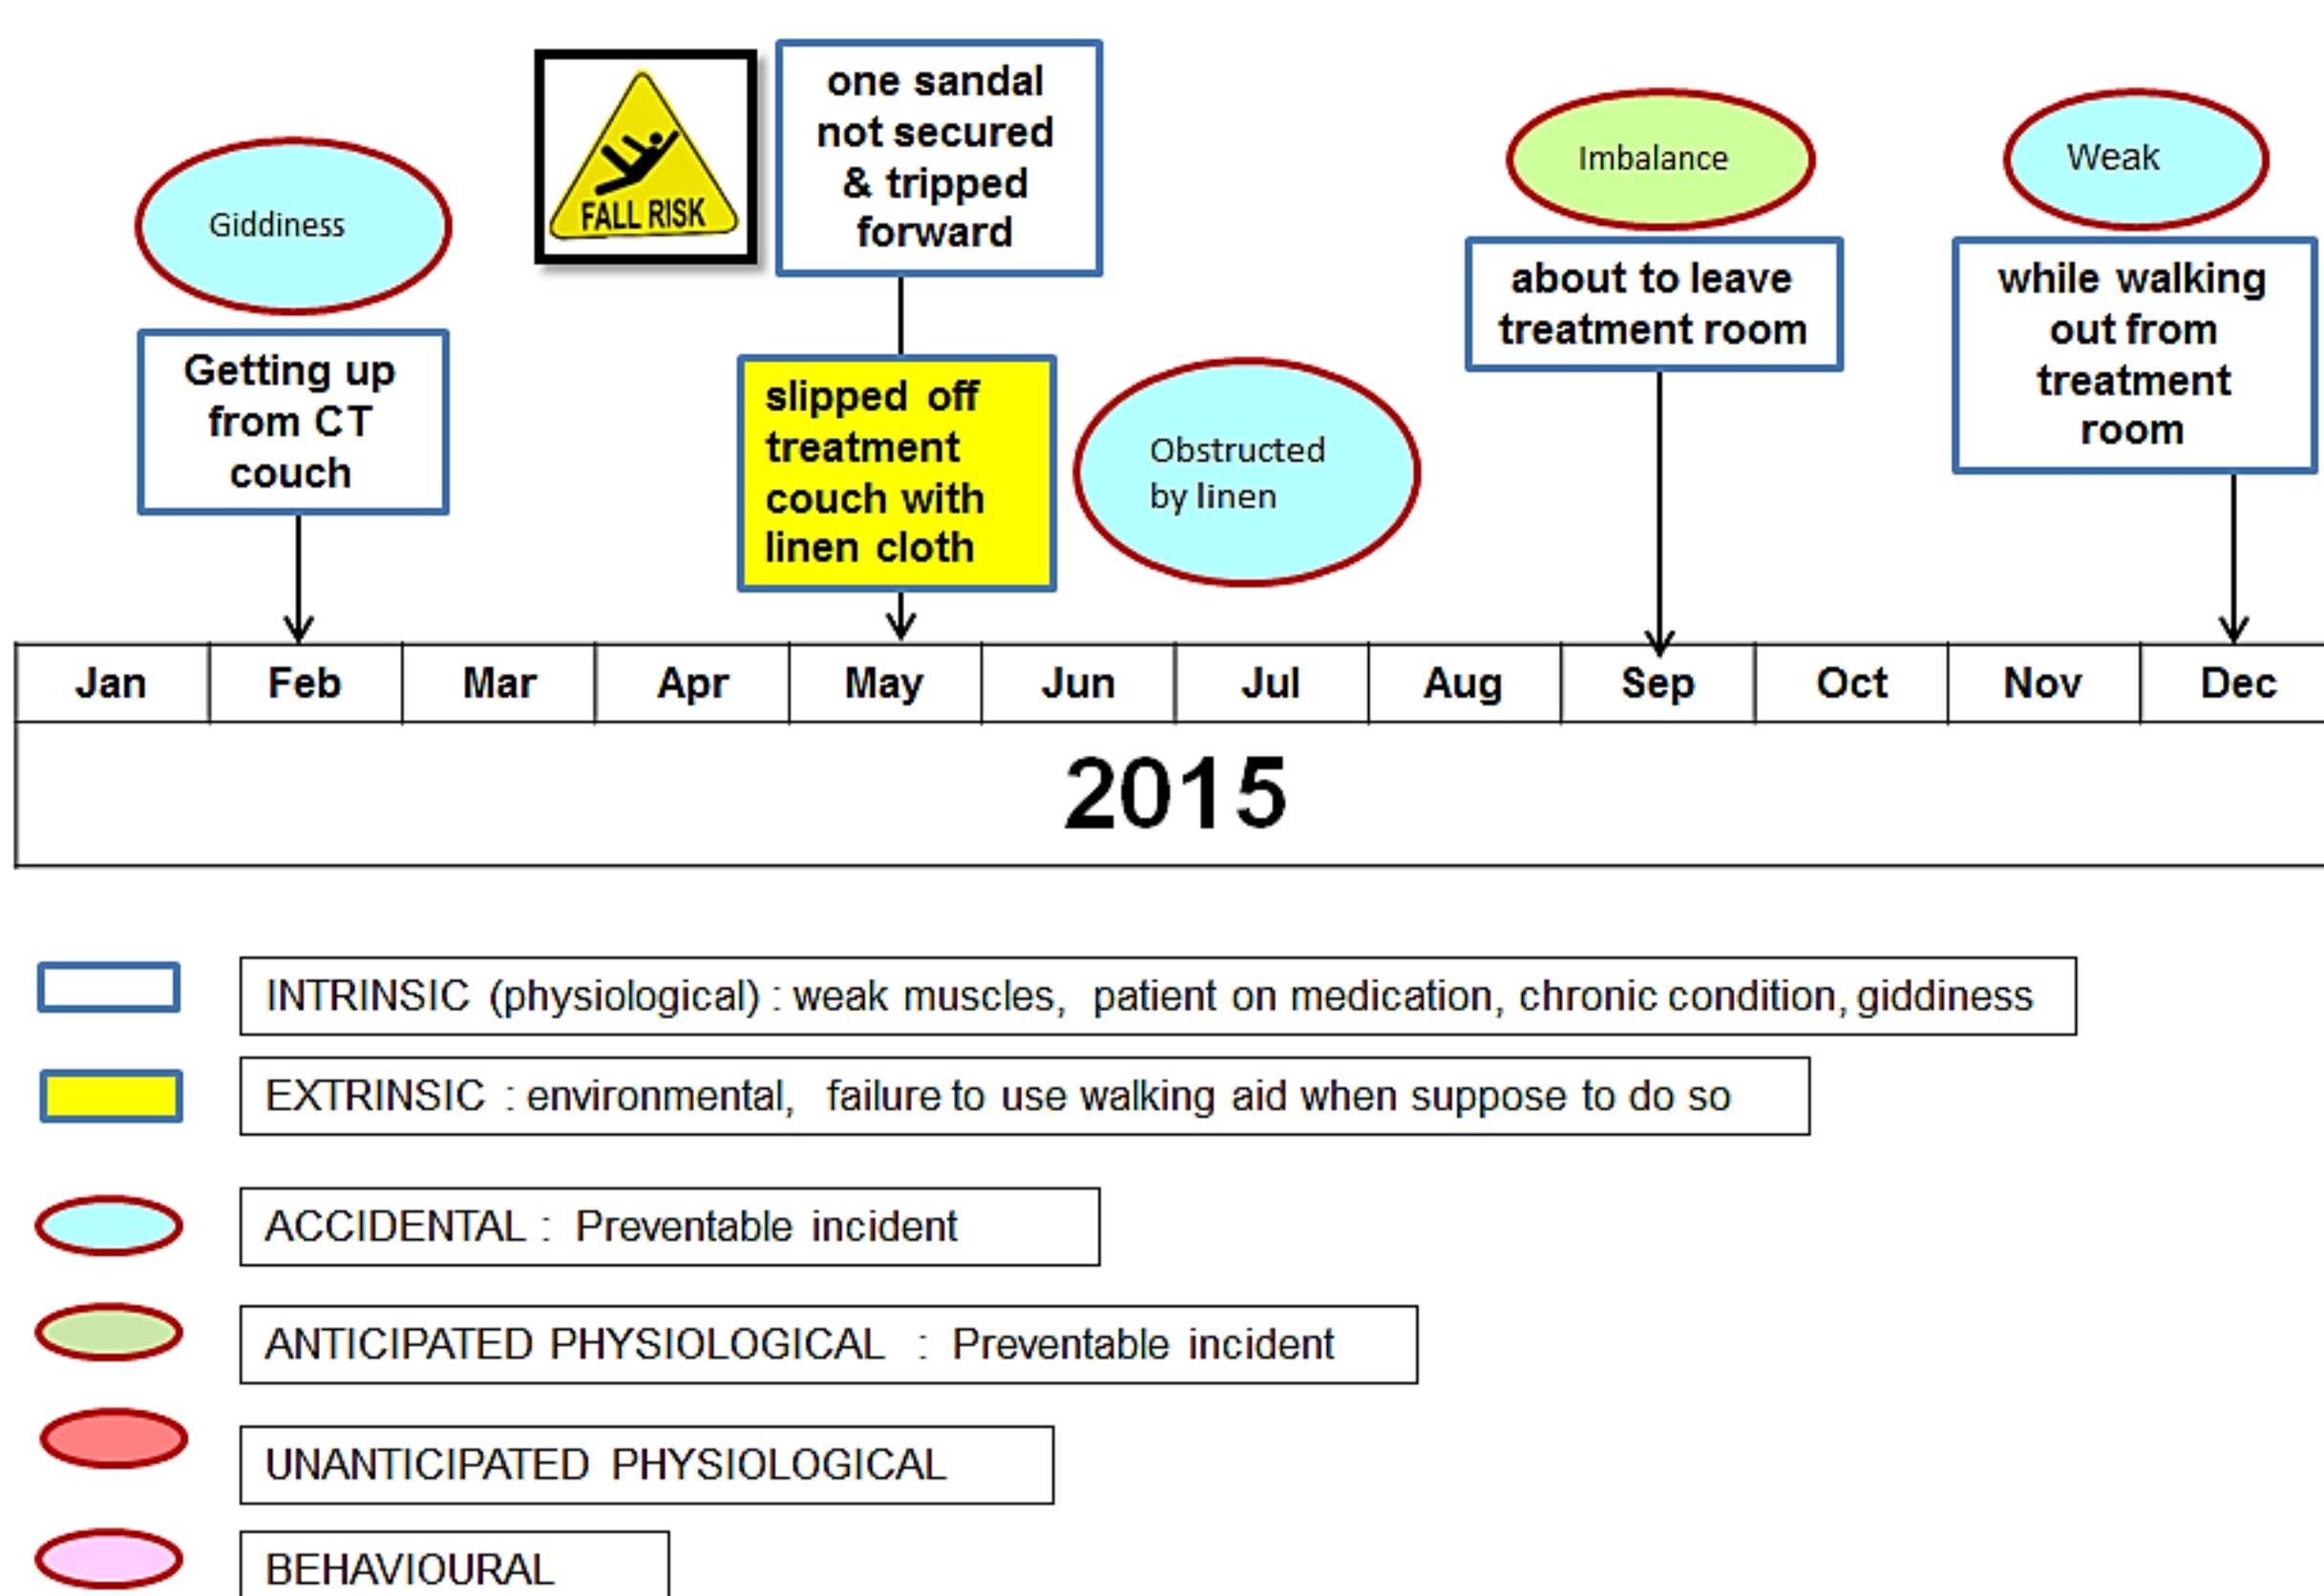 Giddiness
Getting up
from CT
couch
FALL RISK
one sandal
not secured
& tripped
forward
slipped off
treatment
couch with
linen cloth
Obstructed
by linen
Imbalance
about to leave
treatment room
Weak
while walking
out from
treatment
room
Jan Feb Mar Apr May Jun Jul Aug Sep Oct Nov Dec
2015
INTRINSIC (physiological) : weak muscles, patient on medication, chronic condition, giddiness
EXTRINSIC : environmental, failure to use walking aid when suppose to do so
ACCIDENTAL : Preventable incident
ANTICIPATED PHYSIOLOGICAL : Preventable incident
UNANTICIPATED PHYSIOLOGICAL
BEHAVIOURAL